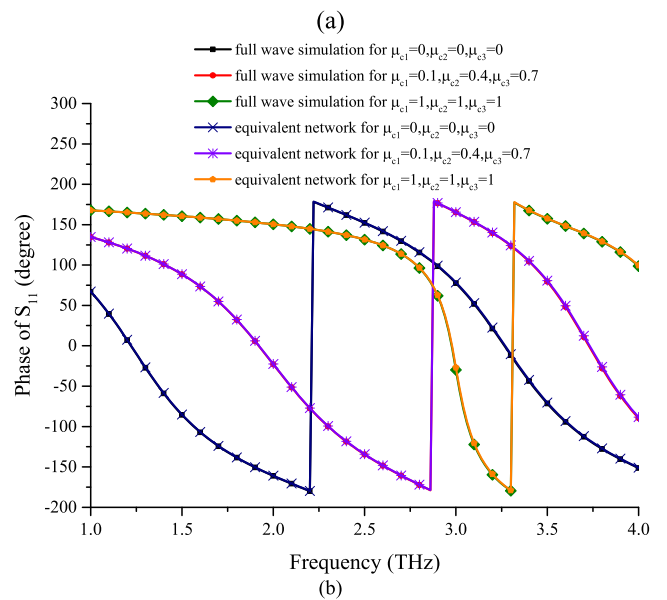 (a)
full wave simulation for μc1=0,μc2=0,μc3=0
full wave simulation for μc1=0.1,μc2=0.4,μc3=0.7
full wave simulation for μc1=1,μc2=1,μc3=1
equivalent network for μc1=0,μc2=0,μc3=0
equivalent network for μc1=0.1,μc2=0.4,μc3=0.7
equivalent network for μc1=1,μc2=1,μc3=1
300
250
200
150
100
50
0
-50
-100
-150
-200
Phase of S11 (degree)
1.0 1.5 2.0 2.5 3.0 3.5 4.0
Frequency (THz)
(b)